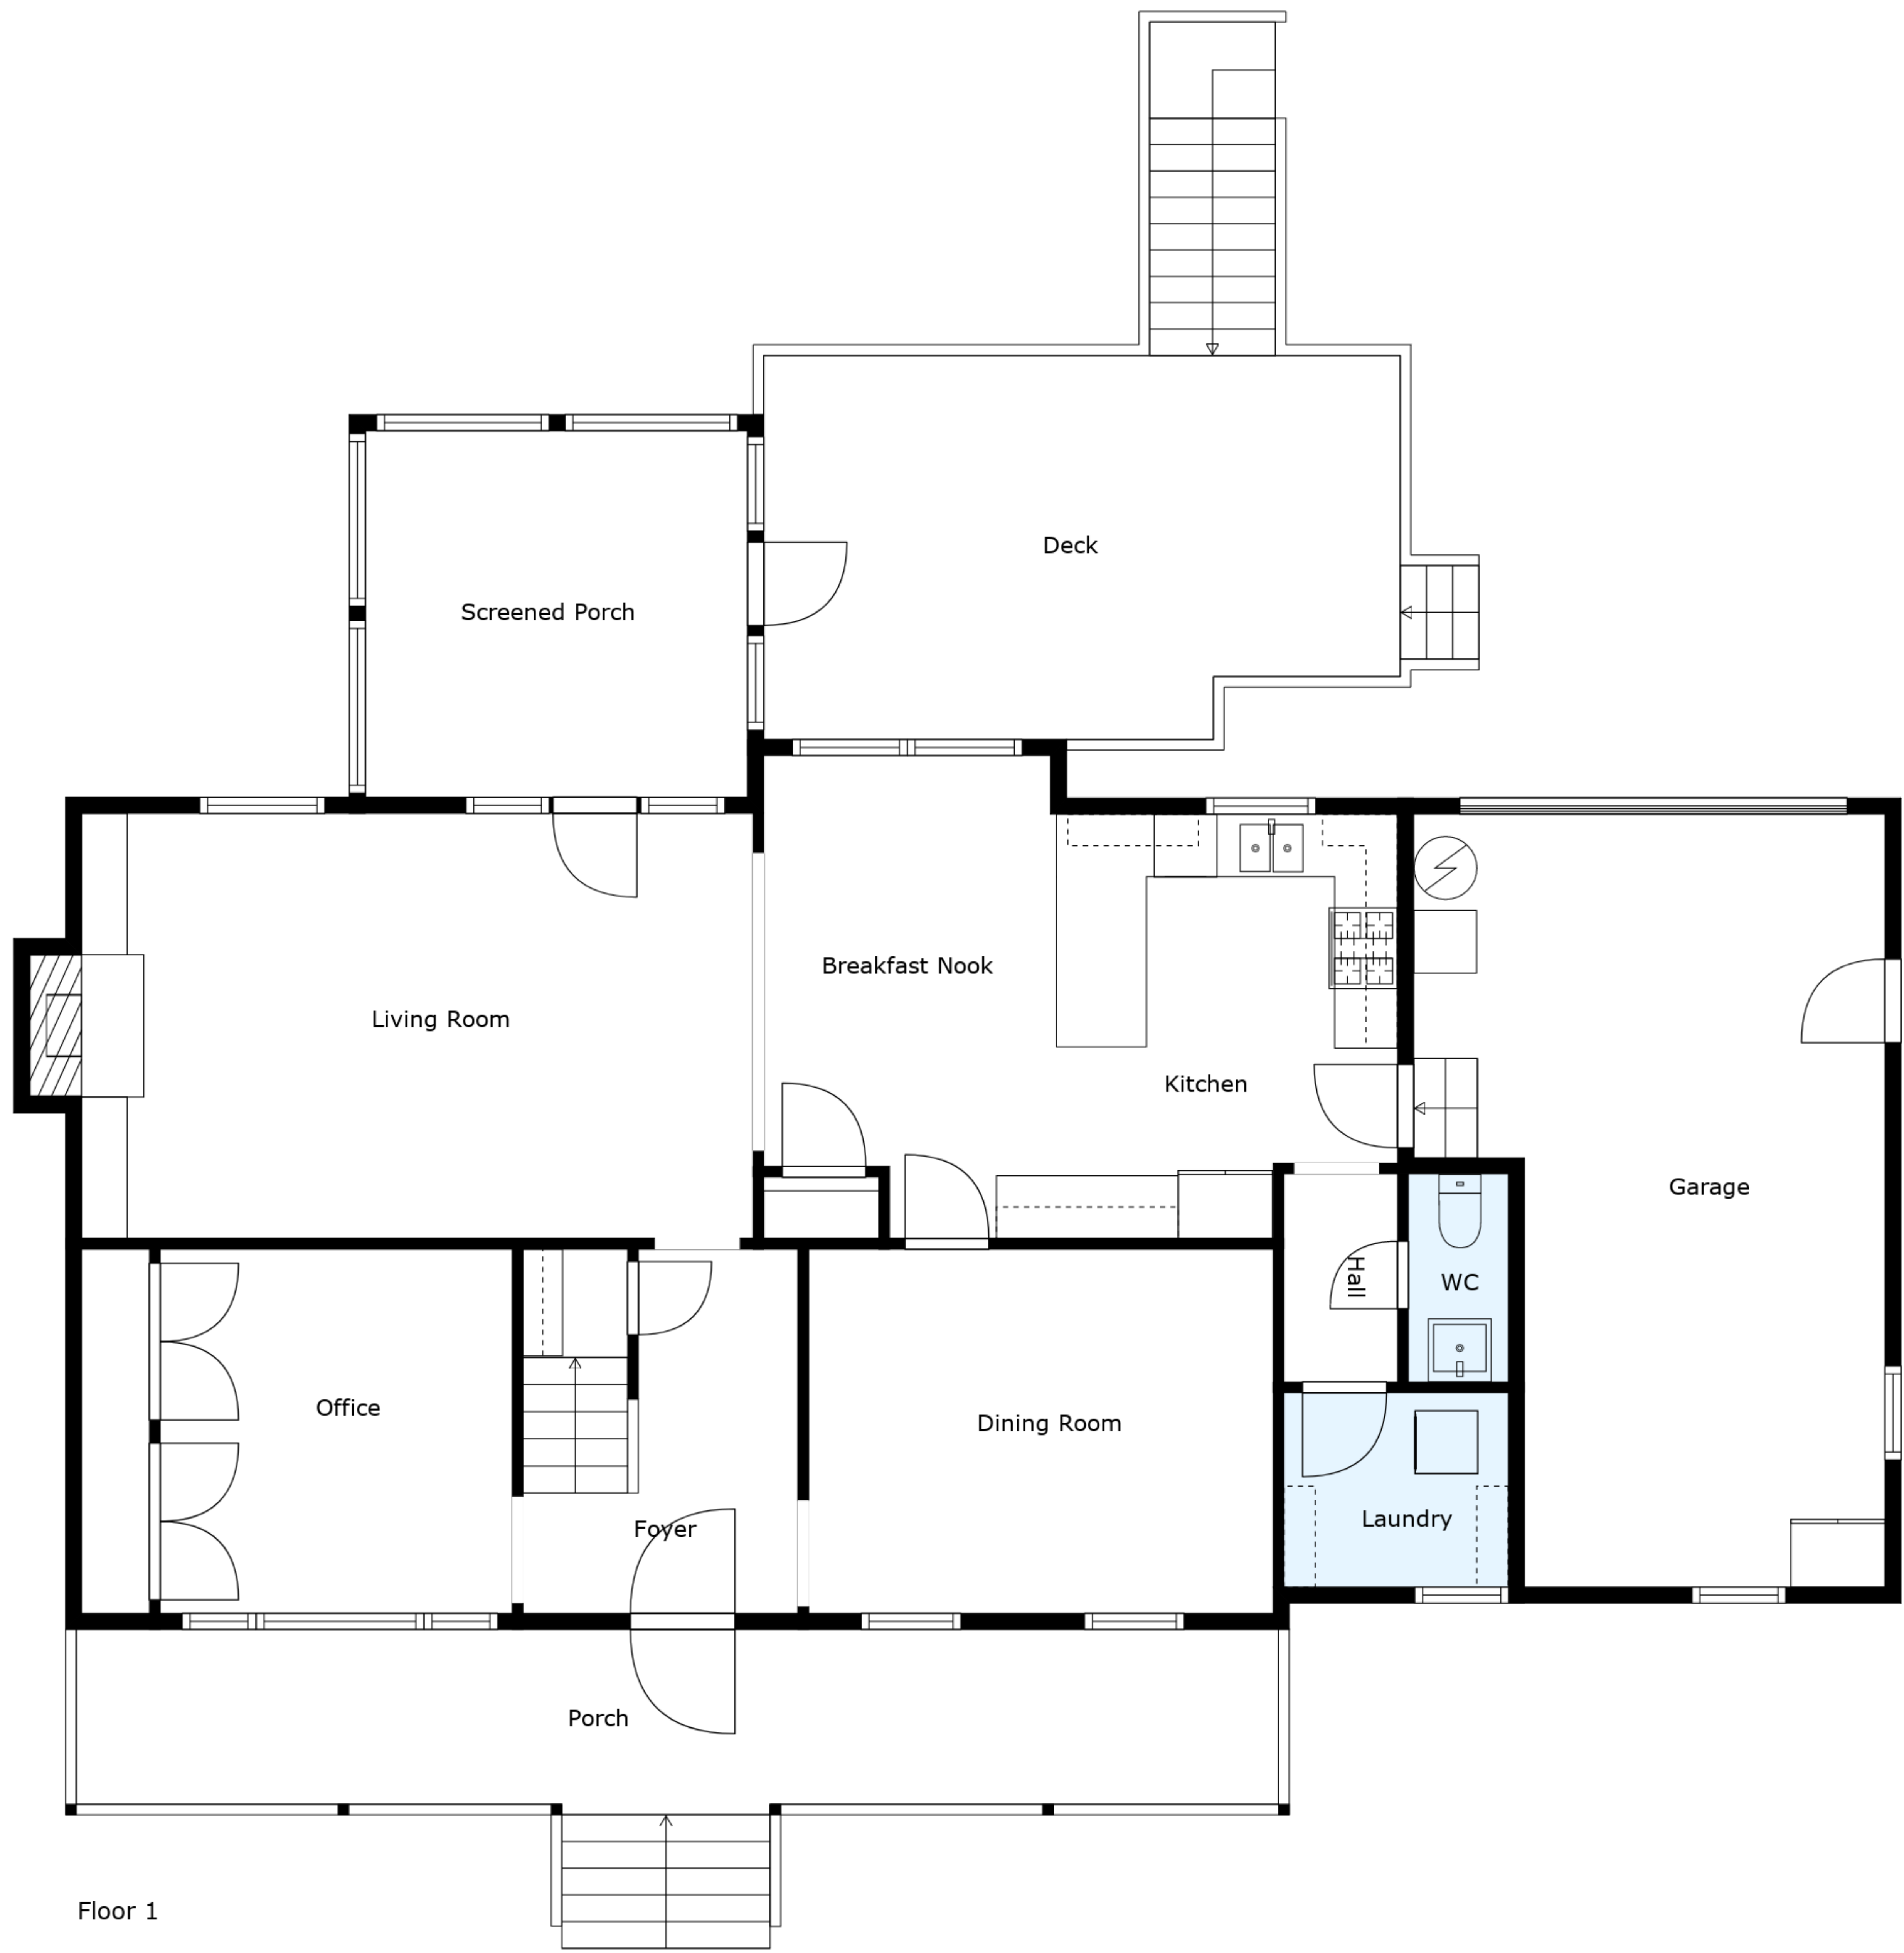 Deck
Screened Porch
Breakfast Nook
Living Room
Kitchen
Garage
Hall
WC
Office
Dining Room
Laundry
Foyer
Porch
Floor 1